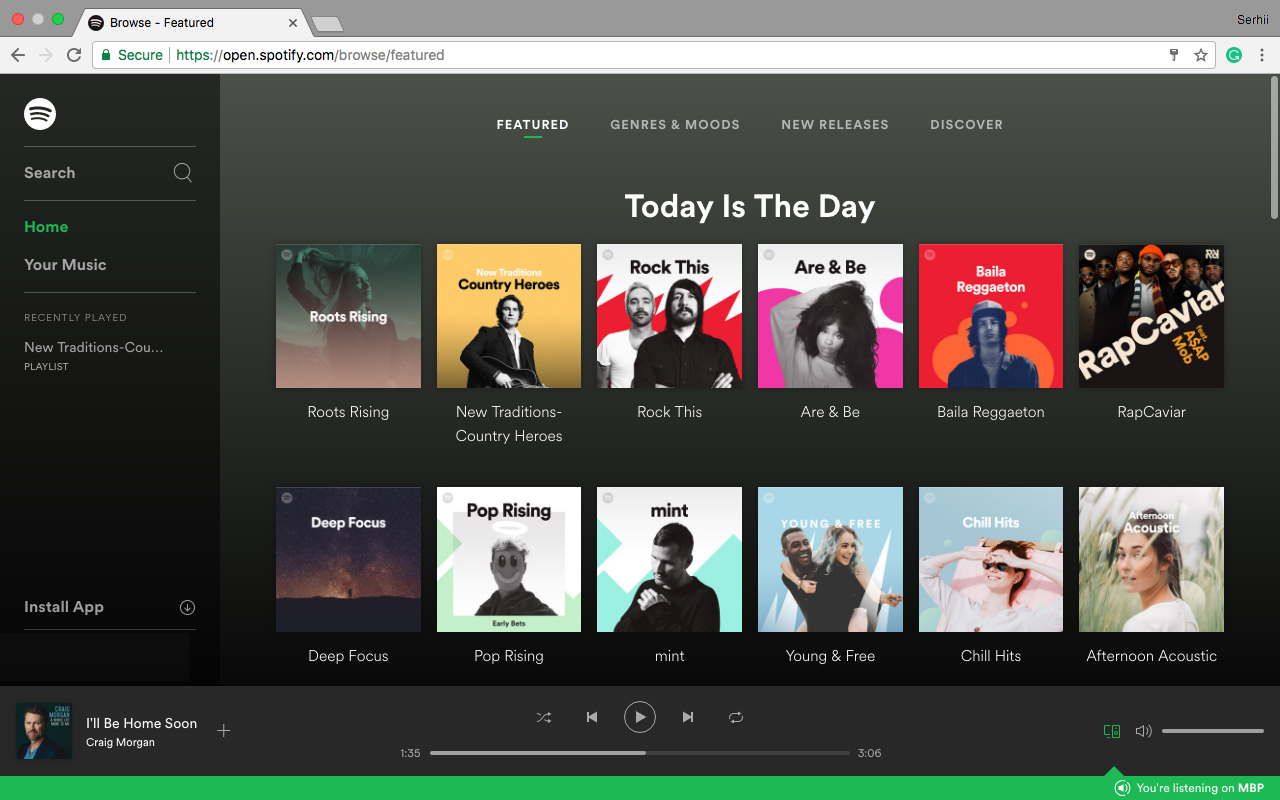 Browse - Featured
Serhii
Secure
https://open.spotify.com/browse/featured
Search
Home
Your Music
RECENTLY PLAYED
New Traditions-Cou...
PLAYLIST
Install App
FEATURED GENRES & MOODS NEW RELEASES DISCOVER
Today Is The Day
Roots Rising
New Traditions
Country Heroes
Rock This
Are & Be
Baila
Reggaeton
RapCaviar
feat.
A$AP
Mob
Roots Rising
New Traditions-
Country Heroes
Rock This
Are & Be
Baila Reggaeton
RapCaviar
Deep Focus
Pop Rising
Early Bets
mint
YOUNG & FREE
Chill Hits
Afternoon
Acoustic
Deep Focus
Pop Rising
mint
Young & Free
Chill Hits
Afternoon Acoustic
CRAIG
MORGAN
I'll Be Home Soon
Craig Morgan
1:35
3:06
You're listening on MBP